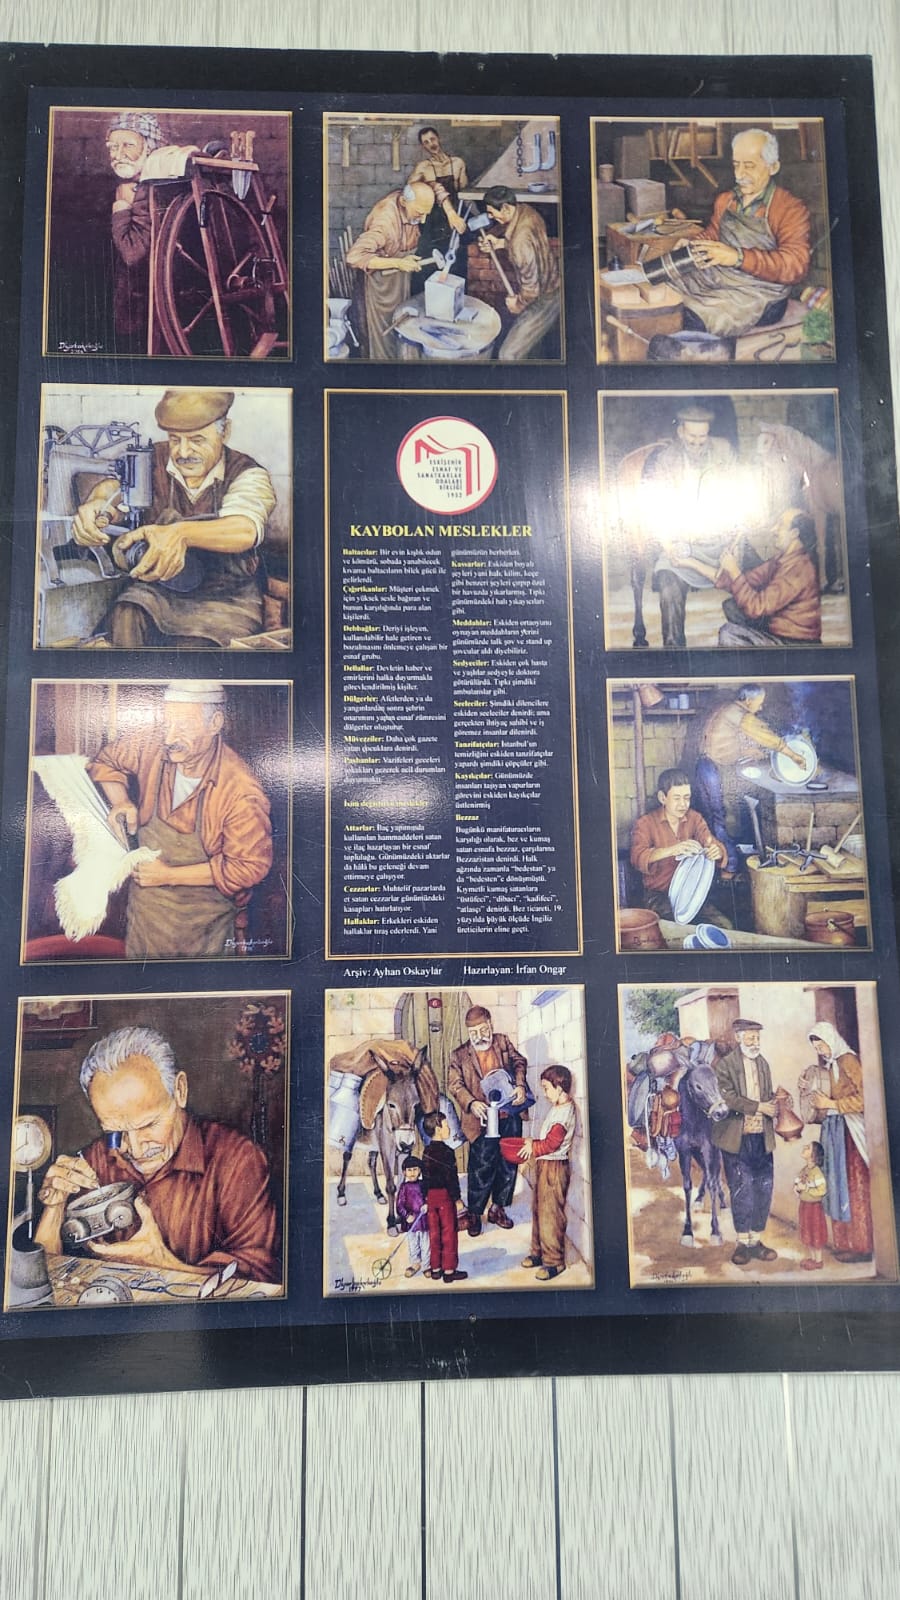 ESKİŞEHİR
ESNAF VE
SANATKARLAR
ODALARI
BİRLİĞİ
1952
KAYBOLAN MESLEKLER
Baltacılar: Bir evin kışlık odun
ve kömürü, sobada yanabilecek
kıvama baltacıların bilek gücü ile
gelirlerdi.
Çığırtkanlar: Müşteri çekmek
için yüksek sesle bağıran ve
bunun karşılığında para alan
kişilerdi.
Debbağlar: Deriyi işleyen,
kullanılabilir hale getiren ve
bozulmasını önlemeye çalışan bir
esnaf grubu.
Dellallar: Devletin haber ve
emirlerini halka duyurmakla
görevlendirilmiş kişiler.
Dülgerler: Afetlerden ya da
yangınlardan sonra şehrin
onarımını yapan esnaf zümresini
dülgerler oluşturur.
Müvezziler: Daha çok gazete
satan çocuklara denirdi.
Pasbanlar: Vazifeleri geceleri
sokakları gezerek acil durumları
duyurmaktı.
İsim değiştiren meslekler
Attarlar: İlaç yapımında
kullanılan hammaddeleri satan
ve ilaç hazırlayan bir esnaf
topluluğu. Günümüzdeki aktarlar
da hâlâ bu geleneği devam
ettirmeye çalışıyor.
Cezzarlar: Muhtelif pazarlarda
et satan cezzarlar günümüzdeki
kasapları hatırlatıyor.
Hallaklar: Erkekleri eskiden
hallaklar tıraş ederlerdi. Yani
günümüzün berberleri.
Kassarlar: Eskiden boyalı
şeyleri yani halı, kilim, keçe
gibi benzeri şeyleri çırpıp özel
bir havuzda yıkarlarmış. Tıpkı
günümüzdeki halı yıkayıcıları
gibi.
Meddahlar: Eskiden ortaoyunu
oynayan meddahların yerini
günümüzde talk şov ve stand up
şovcular aldı diyebiliriz.
Sedyeciler: Eskiden çok hasta
ve yaşlılar sedyeyle doktora
götürülürdü. Tıpkı şimdiki
ambulanslar gibi.
Seeleciler: Şimdiki dilencilere
eskiden seeleciler denirdi; ama
gerçekten ihtiyaç sahibi ve iş
göremez insanlar dilenirdi.
Tanzifatçılar: İstanbul'un
temizliğini eskiden tanzifatçılar
yapardı şimdiki çöpçüler gibi.
Kayıkçılar: Günümüzde
insanları taşıyan vapurların
görevini eskiden kayıkçılar
üstlenirmiş
Bezzaz
Bugünkü manifaturacıların
karşılığı olarak, bez ve kumaş
satan esnafa bezzaz, çarşılarına
Bezzazistan denirdi. Halk
ağzında zamanla "bedestan" ya
da "bedesten"e dönüşmüştü.
Kıymetli kumaş satanlara
"üstüfeci", "dibacı", "kadifeci",
"atlasçı" denirdi. Bez ticareti, 19.
yüzyılda büyük ölçüde İngiliz
üreticilerin eline geçti.
Arşiv: Ayhan Oskaylar Hazırlayan: İrfan Ongar
6